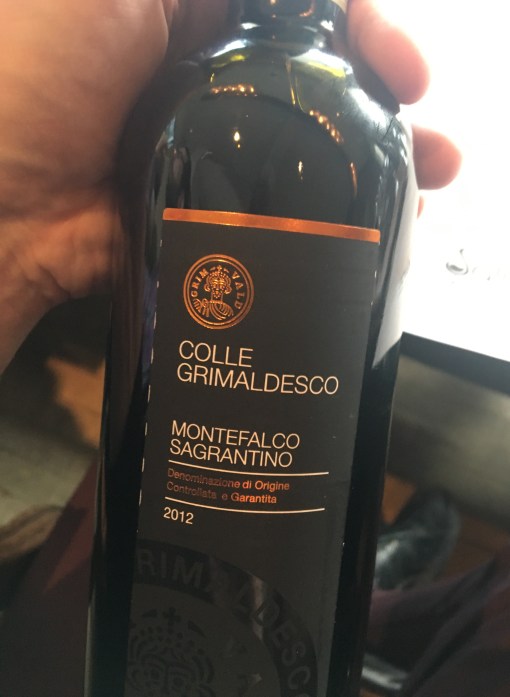 GRIM VALD
COLLE
GRIMALDESCO
MONTEFALCO
SAGRANTINO
Denominazione di Origine
Controllata e Garantita
2012
GRIMALDESCO